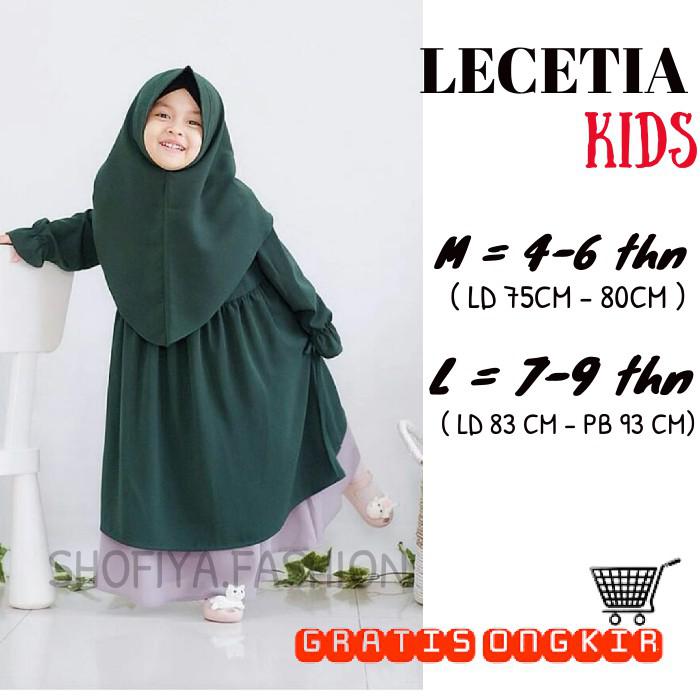 LECETIA
KIDS
M = 4-6 thn
( LD 75CM - 80CM )
L = 7-9 thn
( LD 83 CM - PB 93 CM)
SHOFIYA.FASHION
GRATIS ONGKIR